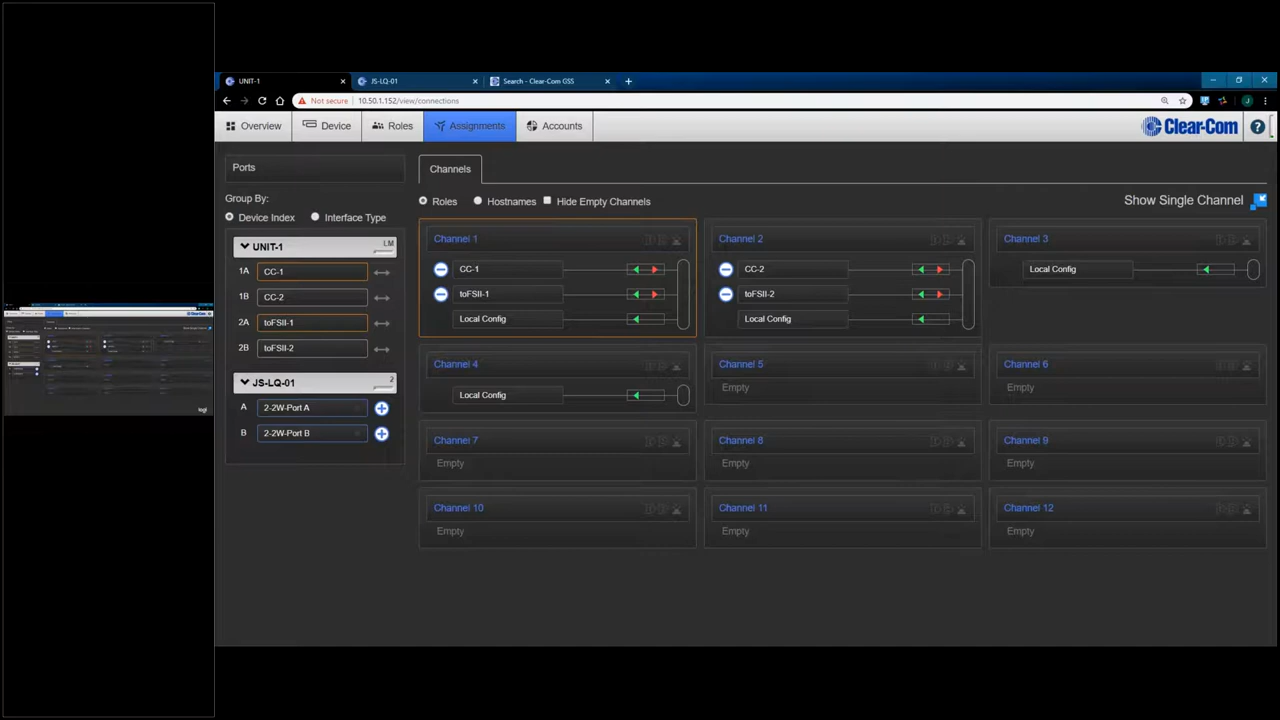 UNIT-1
JS-LQ-01
Search - Clear-Com GSS
Not secure
10.50.1.152/view/connections
Overview
Device
Roles
Assignments
Accounts
Clear-Com
?
Ports
Group By:
Device Index
Interface Type
UNIT-1
LM
1A
CC-1
1B
CC-2
2A
toFSII-1
2B
toFSII-2
JS-LQ-01
2
A
2-2W-Port A
B
2-2W-Port B
Channels
Roles
Hostnames
Hide Empty Channels
Show Single Channel
Channel 1
CC-1
toFSII-1
Local Config
Channel 2
CC-2
toFSII-2
Local Config
Channel 3
Local Config
Channel 4
Local Config
Channel 5
Empty
Channel 6
Empty
Channel 7
Empty
Channel 8
Empty
Channel 9
Empty
Channel 10
Empty
Channel 11
Empty
Channel 12
Empty
logi